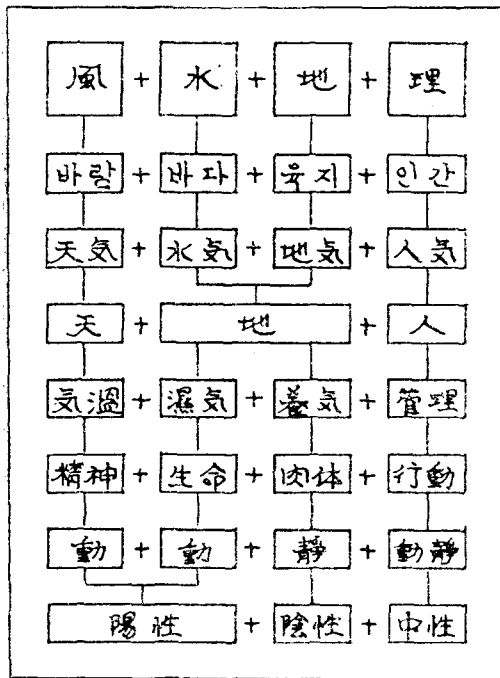 風 + 水 + 地 + 理
바람 + 바다 + 육지 + 인간
天気 + 水気 + 地気 + 人気
天 + 地 + 人
気溫 + 濕気 + 養気 + 管理
精神 + 生命 + 肉体 + 行動
動 + 動 + 静 + 動静
陽性 + 陰性 + 中性